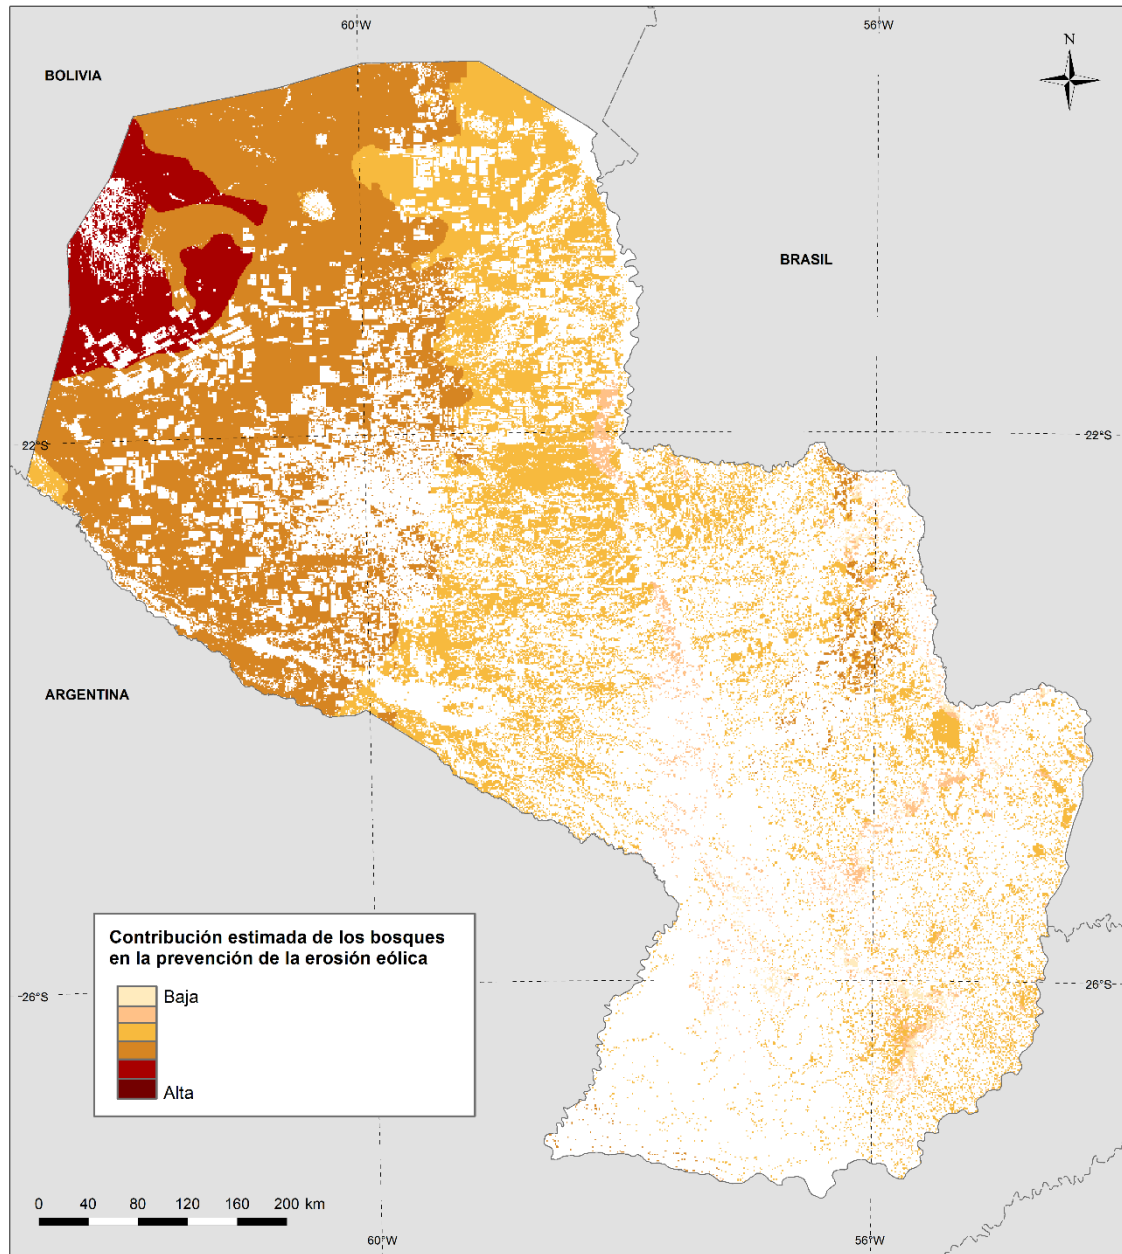 60°W
56°W
BOLIVIA
N
BRASIL
22°S
22°S
ARGENTINA
Contribución estimada de los bosques
en la prevención de la erosión eólica
Baja
Alta
26°S
26°S
0 40 80 120 160 200 km
60°W
56°W